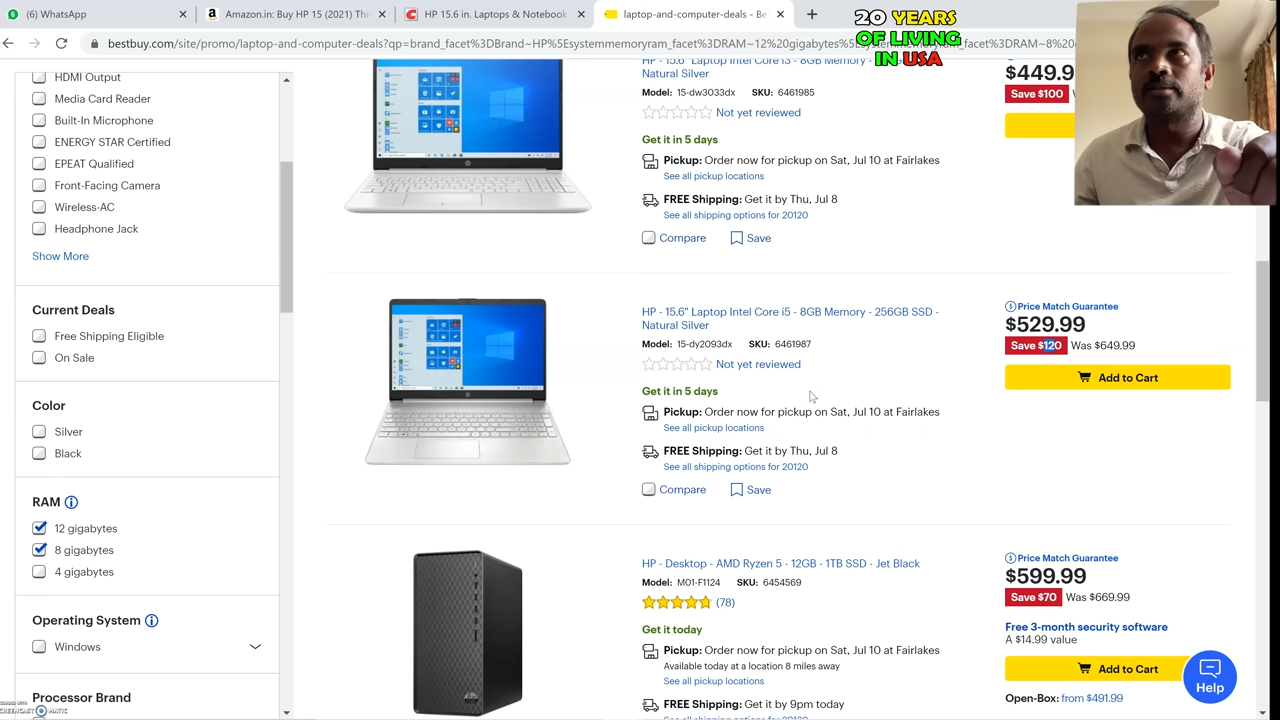 (6) WhatsApp
Amazon.in: Buy HP 15 (2021) Thi
HP 15.6 in. Laptops & Notebook
laptop-and-computer-deals - Be
20 YEARS
OF LIVING
IN USA
bestbuy.com/site/
laptop-and-computer-deals?qp=brand_facet%3DBrand~HP%5Esystemmemoryram_facet%3DRAM~12%20gigabytes%5E
HDMI Output
Media Card Reader
Built-In Microphone
ENERGY STAR Certified
EPEAT Qualified
Front-Facing Camera
Wireless-AC
Headphone Jack
Show More
Current Deals
Free Shipping Eligible
On Sale
Color
Silver
Black
RAM
12 gigabytes
8 gigabytes
4 gigabytes
Operating System
Windows
Processor Brand
HP - 15.6" Laptop Intel Core i3 - 8GB Memory -
Natural Silver
Model: 15-dw3033dx SKU: 6461985
Not yet reviewed
Get it in 5 days
Pickup: Order now for pickup on Sat, Jul 10 at Fairlakes
See all pickup locations
FREE Shipping: Get it by Thu, Jul 8
See all shipping options for 20120
Compare Save
$449.9
Save $100
HP - 15.6" Laptop Intel Core i5 - 8GB Memory - 256GB SSD -
Natural Silver
Model: 15-dy2093dx SKU: 6461987
Not yet reviewed
Get it in 5 days
Pickup: Order now for pickup on Sat, Jul 10 at Fairlakes
See all pickup locations
FREE Shipping: Get it by Thu, Jul 8
See all shipping options for 20120
Compare Save
Price Match Guarantee
$529.99
Save $120 Was $649.99
Add to Cart
HP - Desktop - AMD Ryzen 5 - 12GB - 1TB SSD - Jet Black
Model: M01-F1124 SKU: 6454569
(78)
Get it today
Pickup: Order now for pickup on Sat, Jul 10 at Fairlakes
Available today at a location 8 miles away
See all pickup locations
FREE Shipping: Get it by 9pm today
Price Match Guarantee
$599.99
Save $70 Was $669.99
Free 3-month security software
A $14.99 value
Add to Cart
Open-Box: from $491.99
Help